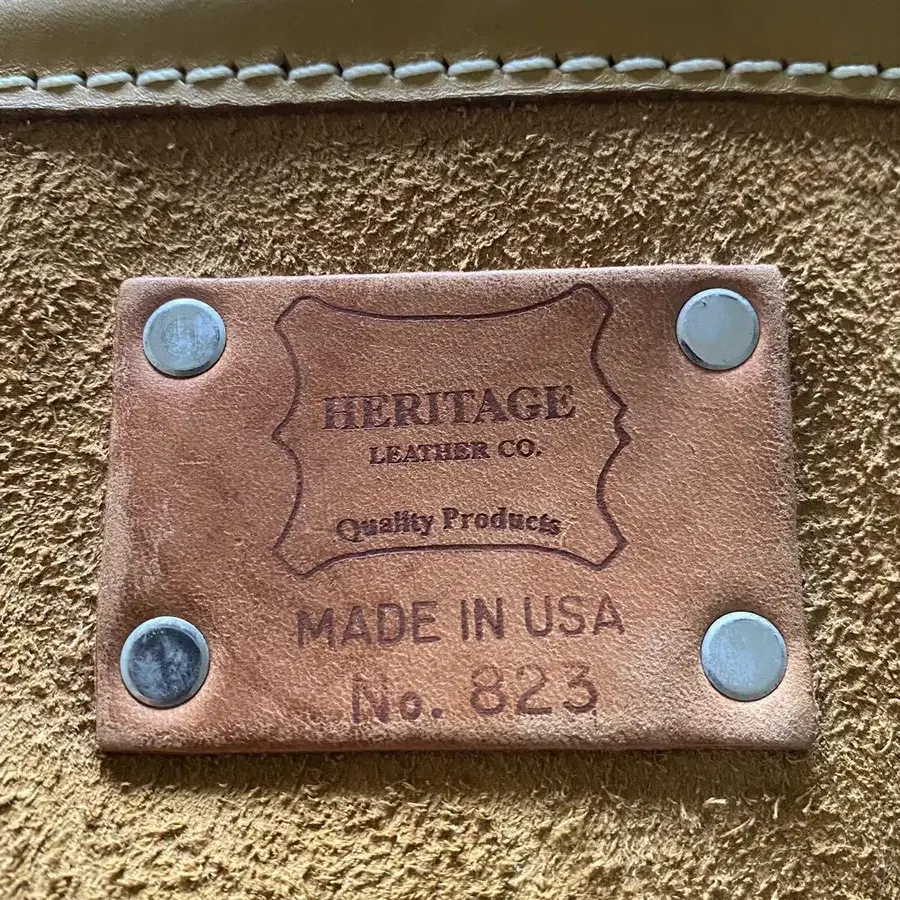 HERITAGE
LEATHER CO.
Quality Products
MADE IN USA
No. 823